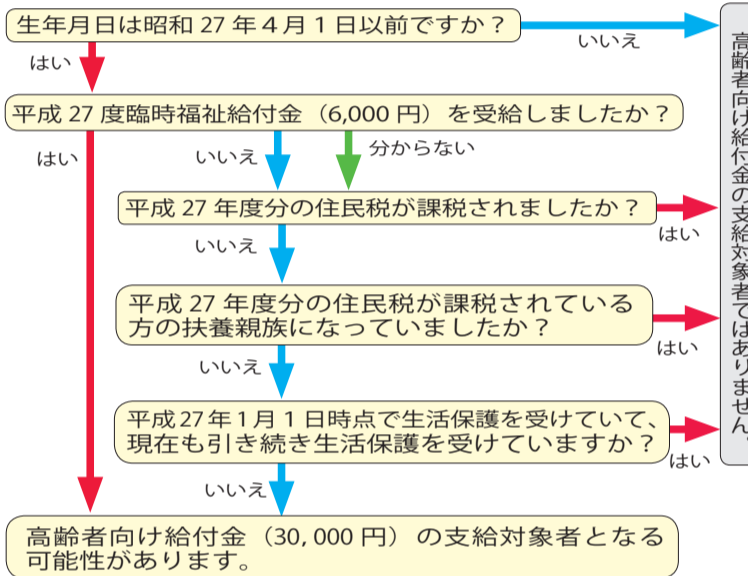 生年月日は昭和 27 年 4 月 1 日以前ですか？
いいえ
はい
平成 27 度臨時福祉給付金（6,000 円）を受給しましたか？
はい
いいえ
分からない
平成 27 年度分の住民税が課税されましたか？
はい
いいえ
平成 27 年度分の住民税が課税されている
方の扶養親族になっていましたか？
はい
いいえ
平成27年1月1日時点で生活保護を受けていて、
現在も引き続き生活保護を受けていますか？
はい
いいえ
高齢者向け給付金（30,000 円）の支給対象者となる
可能性があります。
高齢者向け給付金の支給対象者ではありません。